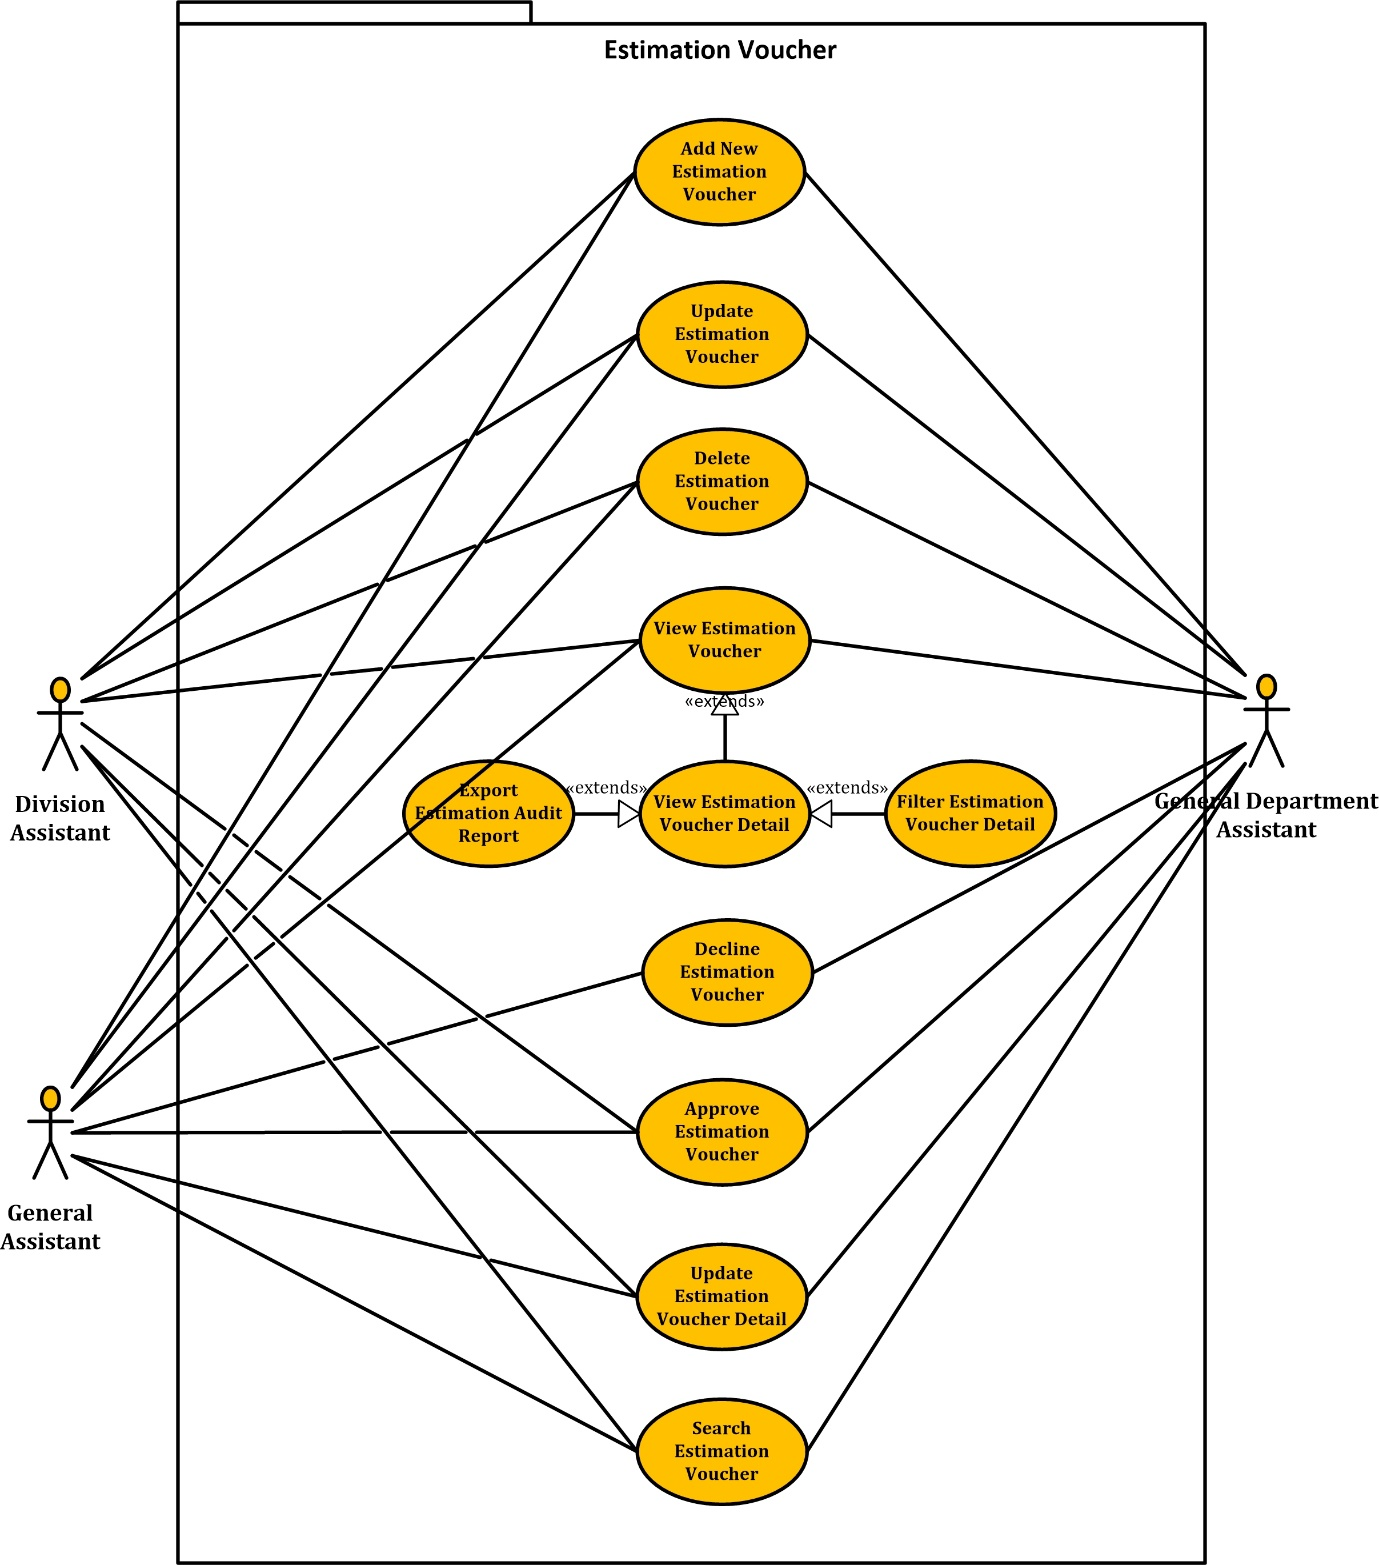 Estimation Voucher
Add New
Estimation
Voucher
Update
Estimation
Voucher
Delete
Estimation
Voucher
View Estimation
Voucher
«extends»
Division
Assistant
Export
Estimation Audit
Report
«extends»
View Estimation
Voucher Detail
«extends»
Filter Estimation
Voucher Detail
General Department
Assistant
Decline
Estimation
Voucher
Approve
Estimation
Voucher
General
Assistant
Update
Estimation
Voucher Detail
Search
Estimation
Voucher